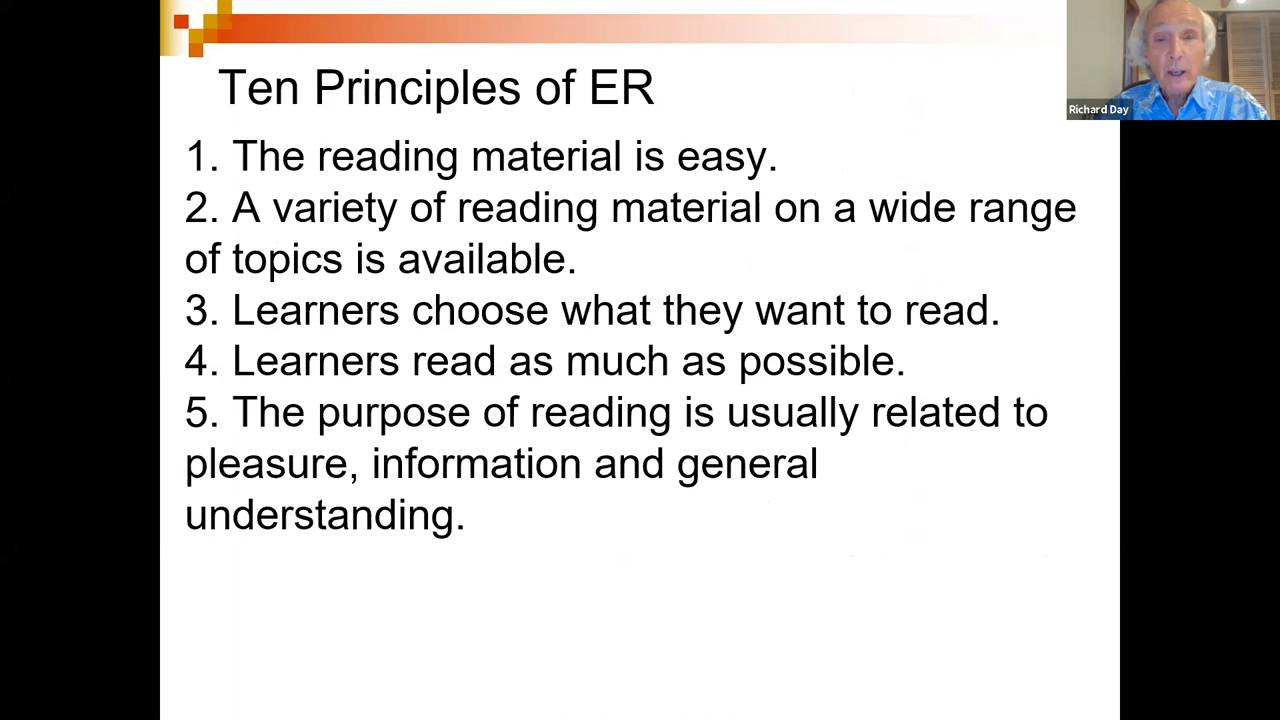 Ten Principles of ER
1. The reading material is easy.
2. A variety of reading material on a wide range
of topics is available.
3. Learners choose what they want to read.
4. Learners read as much as possible.
5. The purpose of reading is usually related to
pleasure, information and general
understanding.
Richard Day